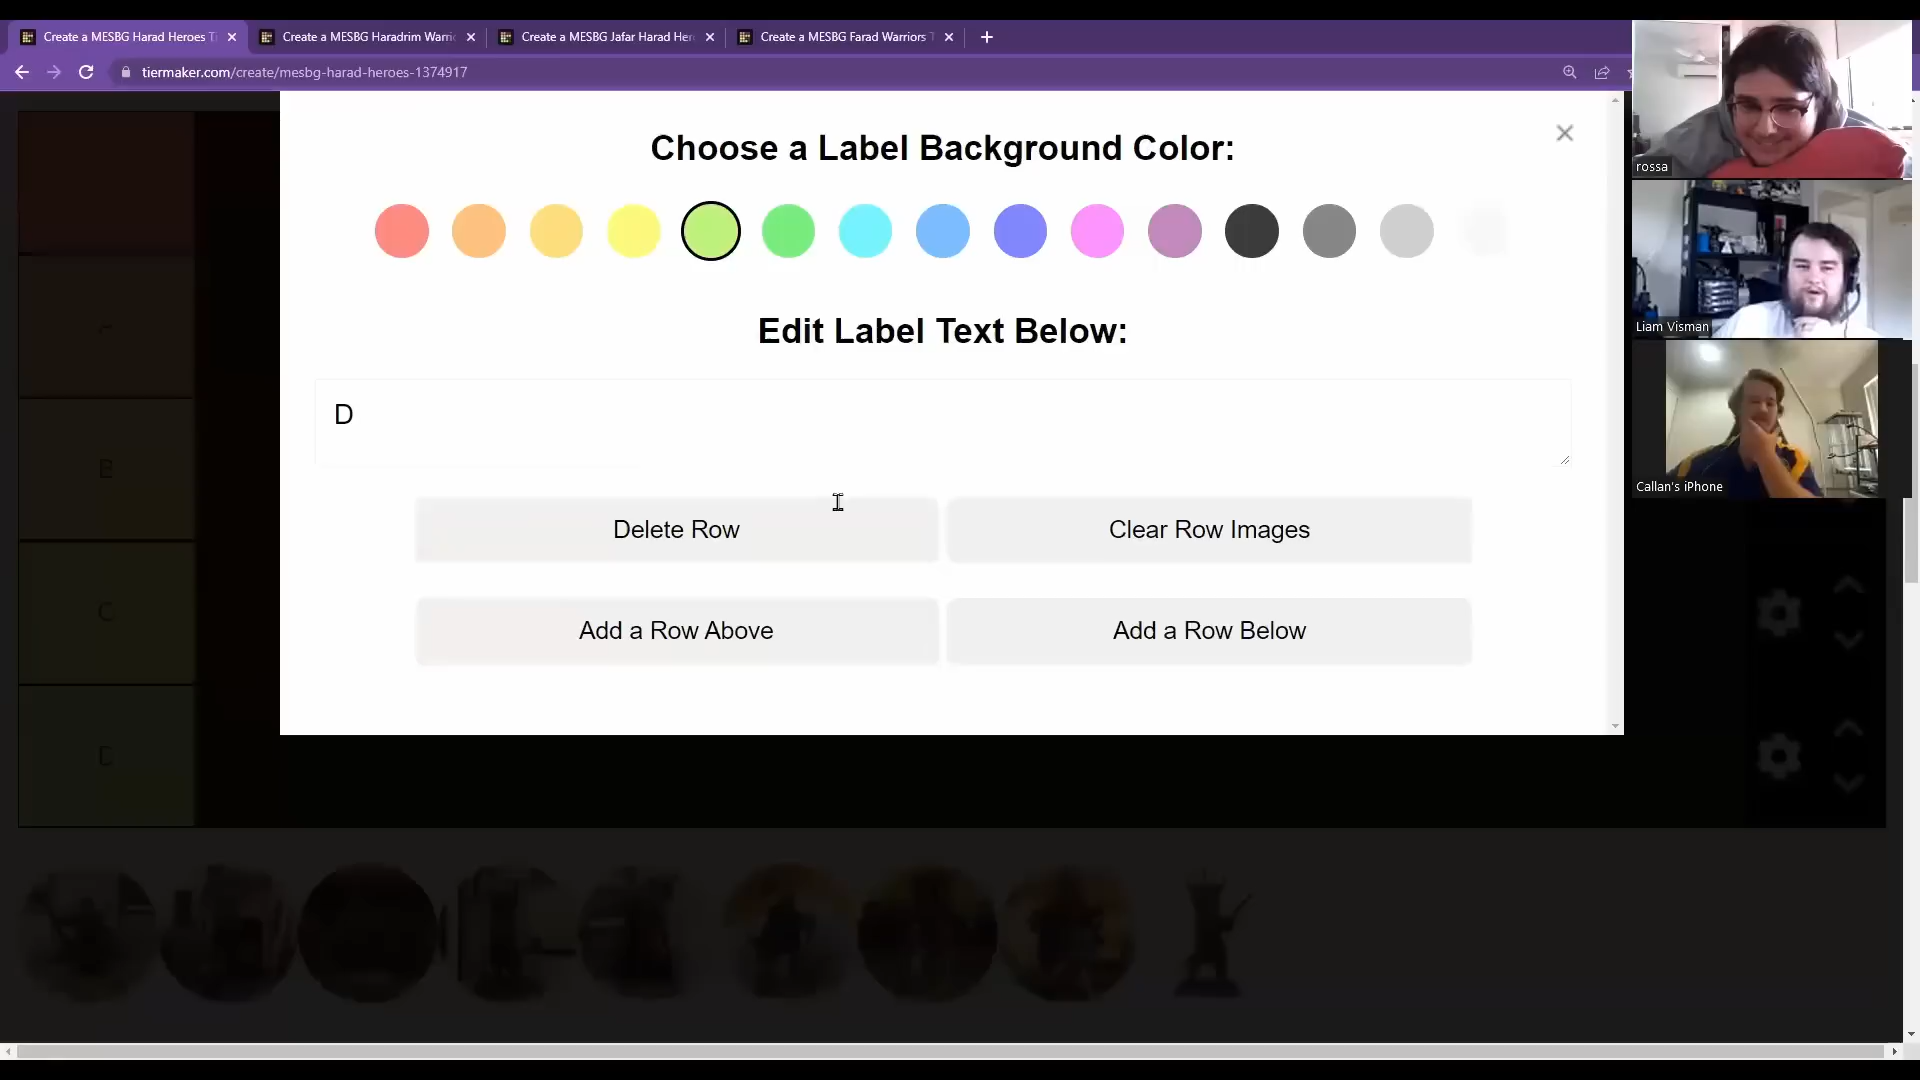 Create a MESBG Harad Heroes Ti
Create a MESBG Haradrim Warric
Create a MESBG Jafar Harad Her
Create a MESBG Farad Warriors T
tiermaker.com/create/mesbg-harad-heroes-1374917
Choose a Label Background Color:
rossa
Edit Label Text Below:
Liam Visman
A
D
B
Callan's iPhone
Delete Row
Clear Row Images
C
Add a Row Above
Add a Row Below
D